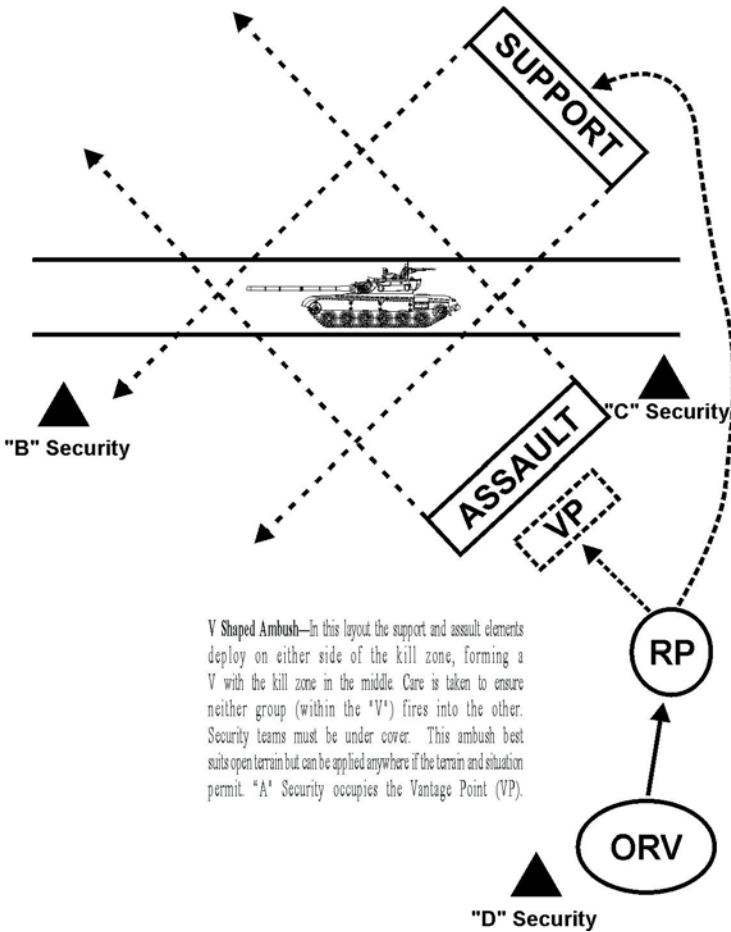 SUPPORT
"B" Security
"C" Security
ASSAULT
VP
V Shaped Ambush—In this layout the support and assault elements
deploy on either side of the kill zone, forming a
V with the kill zone in the middle. Care is taken to ensure
neither group (within the "V") fires into the other.
Security teams must be under cover. This ambush best
suits open terrain but can be applied anywhere if the terrain and situation
permit. "A" Security occupies the Vantage Point (VP).
RP
ORV
"D" Security